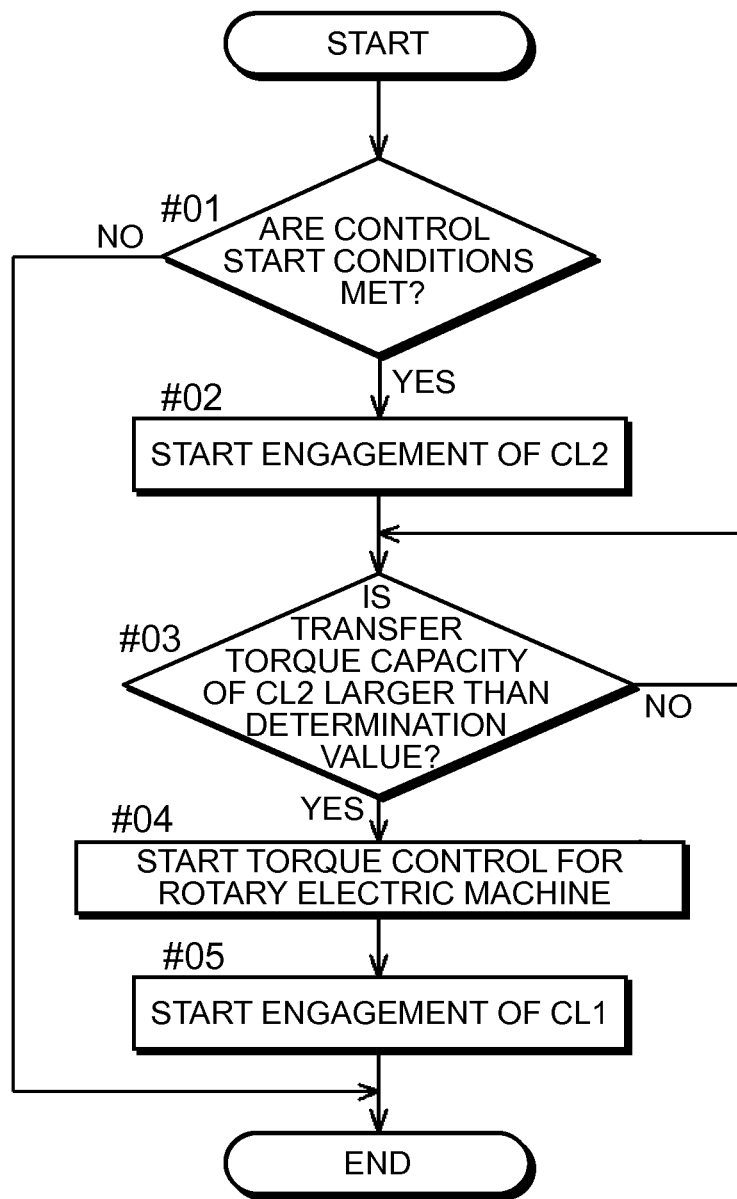 START
#01
NO
ARE CONTROL
START CONDITIONS
MET?
YES
#02
START ENGAGEMENT OF CL2
#03
IS
TRANSFER
TORQUE CAPACITY
OF CL2 LARGER THAN
DETERMINATION
VALUE?
NO
YES
#04
START TORQUE CONTROL FOR
ROTARY ELECTRIC MACHINE
#05
START ENGAGEMENT OF CL1
END